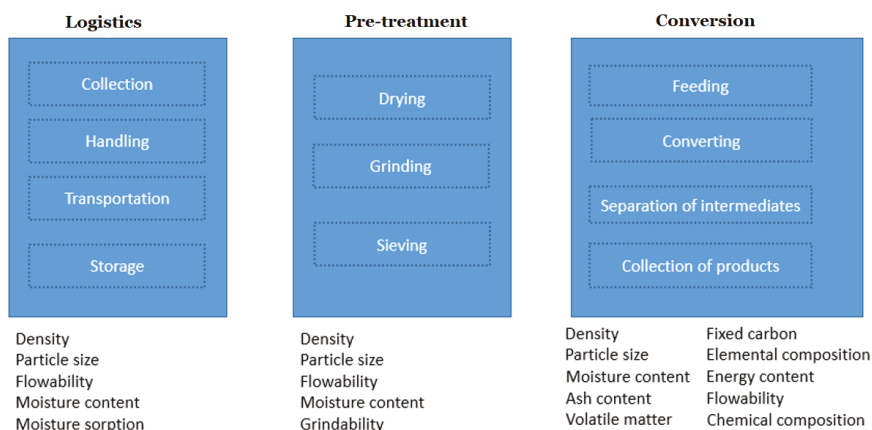 Logistics
Collection
Handling
Transportation
Storage
Density
Particle size
Flowability
Moisture content
Moisture sorption
Pre-treatment
Drying
Grinding
Sieving
Density
Particle size
Flowability
Moisture content
Grindability
Conversion
Feeding
Converting
Separation of intermediates
Collection of products
Density
Particle size
Moisture content
Ash content
Volatile matter
Fixed carbon
Elemental composition
Energy content
Flowability
Chemical composition